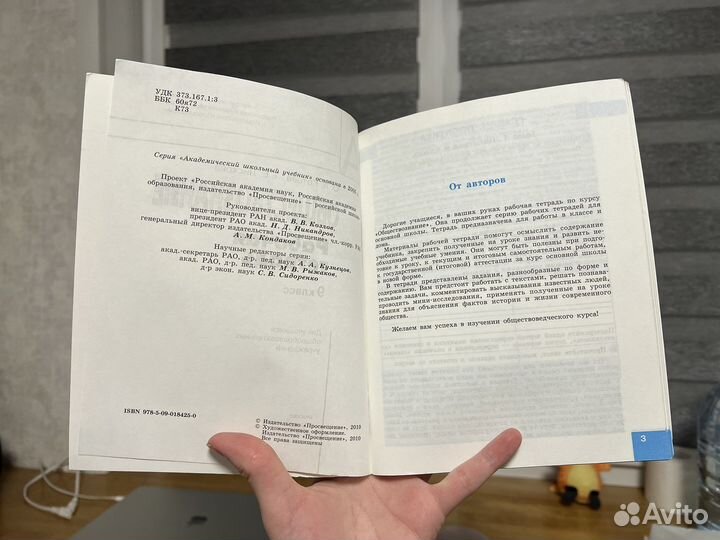 УДК 373.167.1:3
ББК 60я72
К73
Серия «Академический школьный учебник» основана в
Проект «Российская академия наук, Российская академия
образования, издательство «Просвещение» — российской школе»
Руководители проекта:
вице-президент РАН акад. В. В. Козлов,
президент РАО акад. Н. Д. Никандров,
генеральный директор издательства «Просвещение» чл.-корр. РАО
А. М. Кондаков
Научные редакторы серии:
акад.-секретарь РАО, д-р пед. наук А. А. Кузнецов,
акад. РАО, д-р пед. наук М. В. Рыжаков,
д-р экон. наук С. В. Сидоренко
9 класс
ISBN 978-5-09-018425-0
© Издательство «Просвещение», 2010
© Художественное оформление.
Издательство «Просвещение», 2010
Все права защищены
От авторов
Дорогие учащиеся, в ваших руках рабочая тетрадь по курсу
«Обществознание». Она продолжает серию рабочих тетрадей для
основной школы. Тетрадь предназначена для работы в классе и
дома.
Материалы рабочей тетради помогут осмыслить содержание
учебника, закрепить полученные на уроке знания и развить не-
обходимые учебные умения. Они могут быть полезны при подго-
товке к уроку, к текущим и итоговым самостоятельным работам,
к государственной (итоговой) аттестации за курс основной школы
в новой форме.
В тетради представлены задания, разнообразные по форме и
содержанию. Вам предстоит работать с текстами, решать познава-
тельные задачи, комментировать высказывания известных людей,
проводить мини-исследования, применять полученные на уроке
знания для объяснения фактов истории и жизни современного
общества.
Желаем вам успеха в изучении обществоведческого курса!
3
Avito